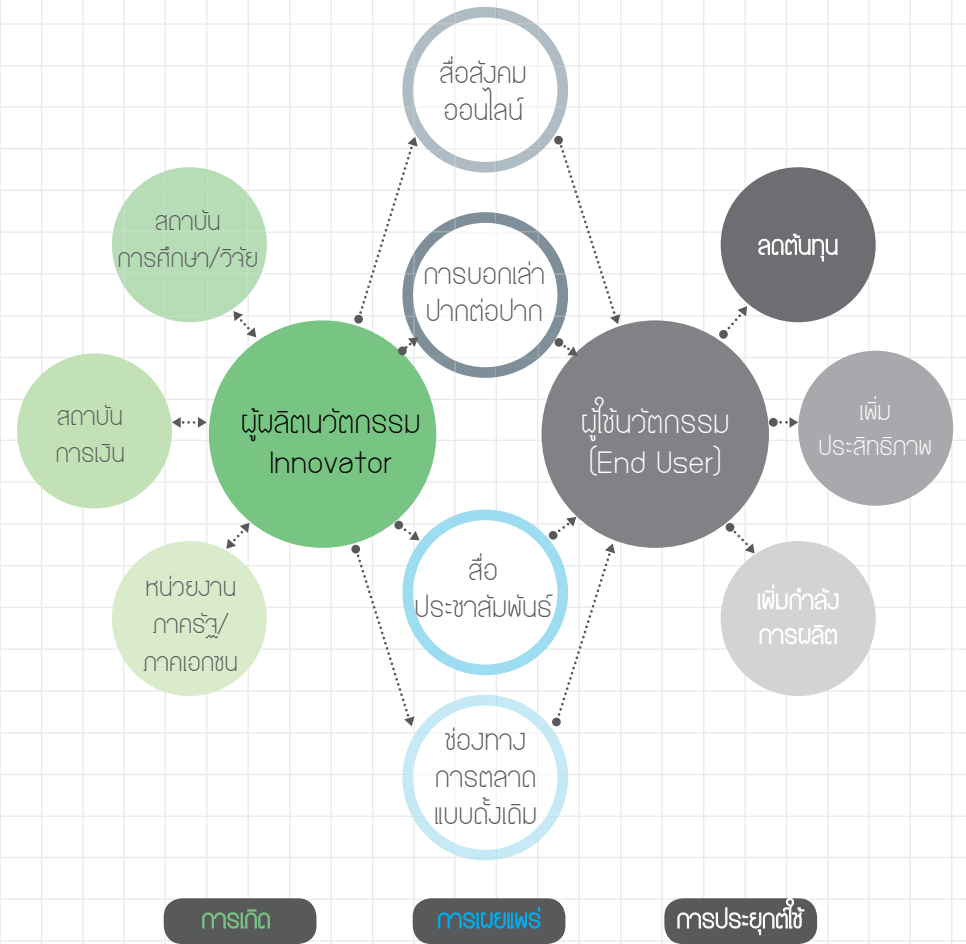 สื่อสังคม
ออนไลน์
สถาบัน
การศึกษา/วิจัย
การบอกเล่า
ปากต่อปาก
ลดต้นทุน
สถาบัน
การเงิน
ผู้ผลิตนวัตกรรม
Innovator
ผู้ใช้นวัตกรรม
(End User)
เพิ่ม
ประสิทธิภาพ
หน่วยงาน
ภาครัฐ/
ภาคเอกชน
สื่อ
ประชาสัมพันธ์
เพิ่มกำลัง
การผลิต
ช่องทาง
การตลาด
แบบดั้งเดิม
การเกิด
การเผยแพร่
การประยุกต์ใช้